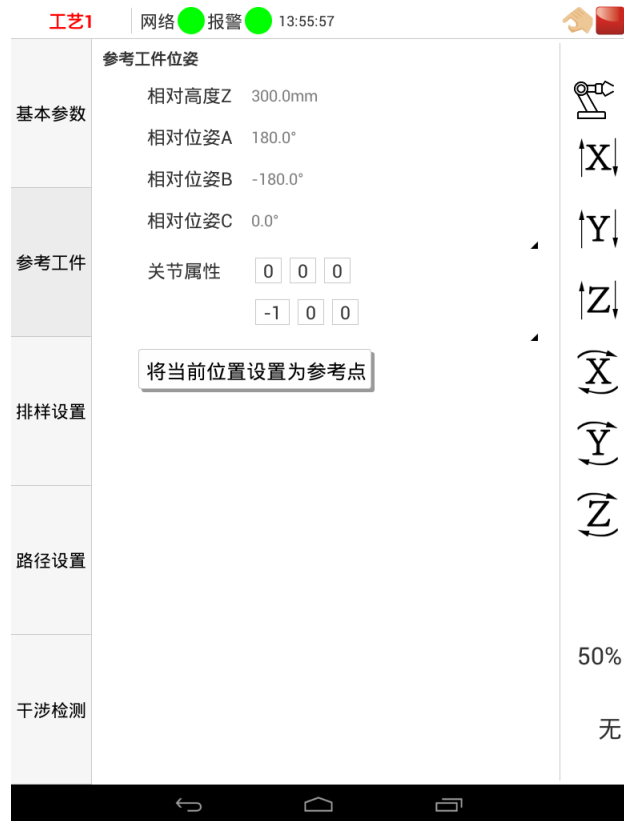 工艺1 网络 报警 13:55:57
参考工件位姿
相对高度Z 300.0mm
基本参数
相对位姿A 180.0°
相对位姿B -180.0°
相对位姿C 0.0°
参考工件
关节属性 0 0 0
-1 0 0
将当前位置设置为参考点
排样设置
路径设置
干涉检测
X
Y
Z
X
Y
Z
50%
无